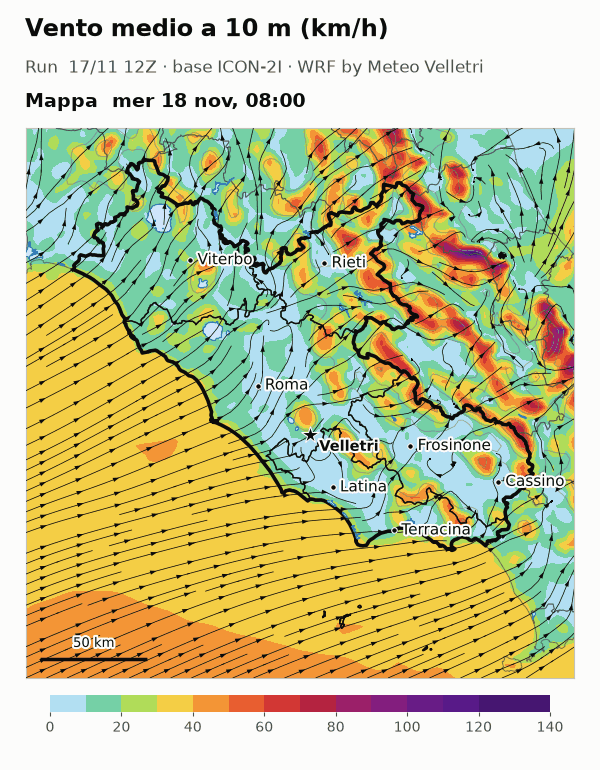 Vento medio a 10 m (km/h)
Run 17/11 12Z · base ICON-2I · WRF by Meteo Velletri
Mappa mer 18 nov, 08:00
Viterbo
Rieti
Roma
Velletri
Frosinone
Latina
Cassino
Terracina
50 km
0 20 40 60 80 100 120 140